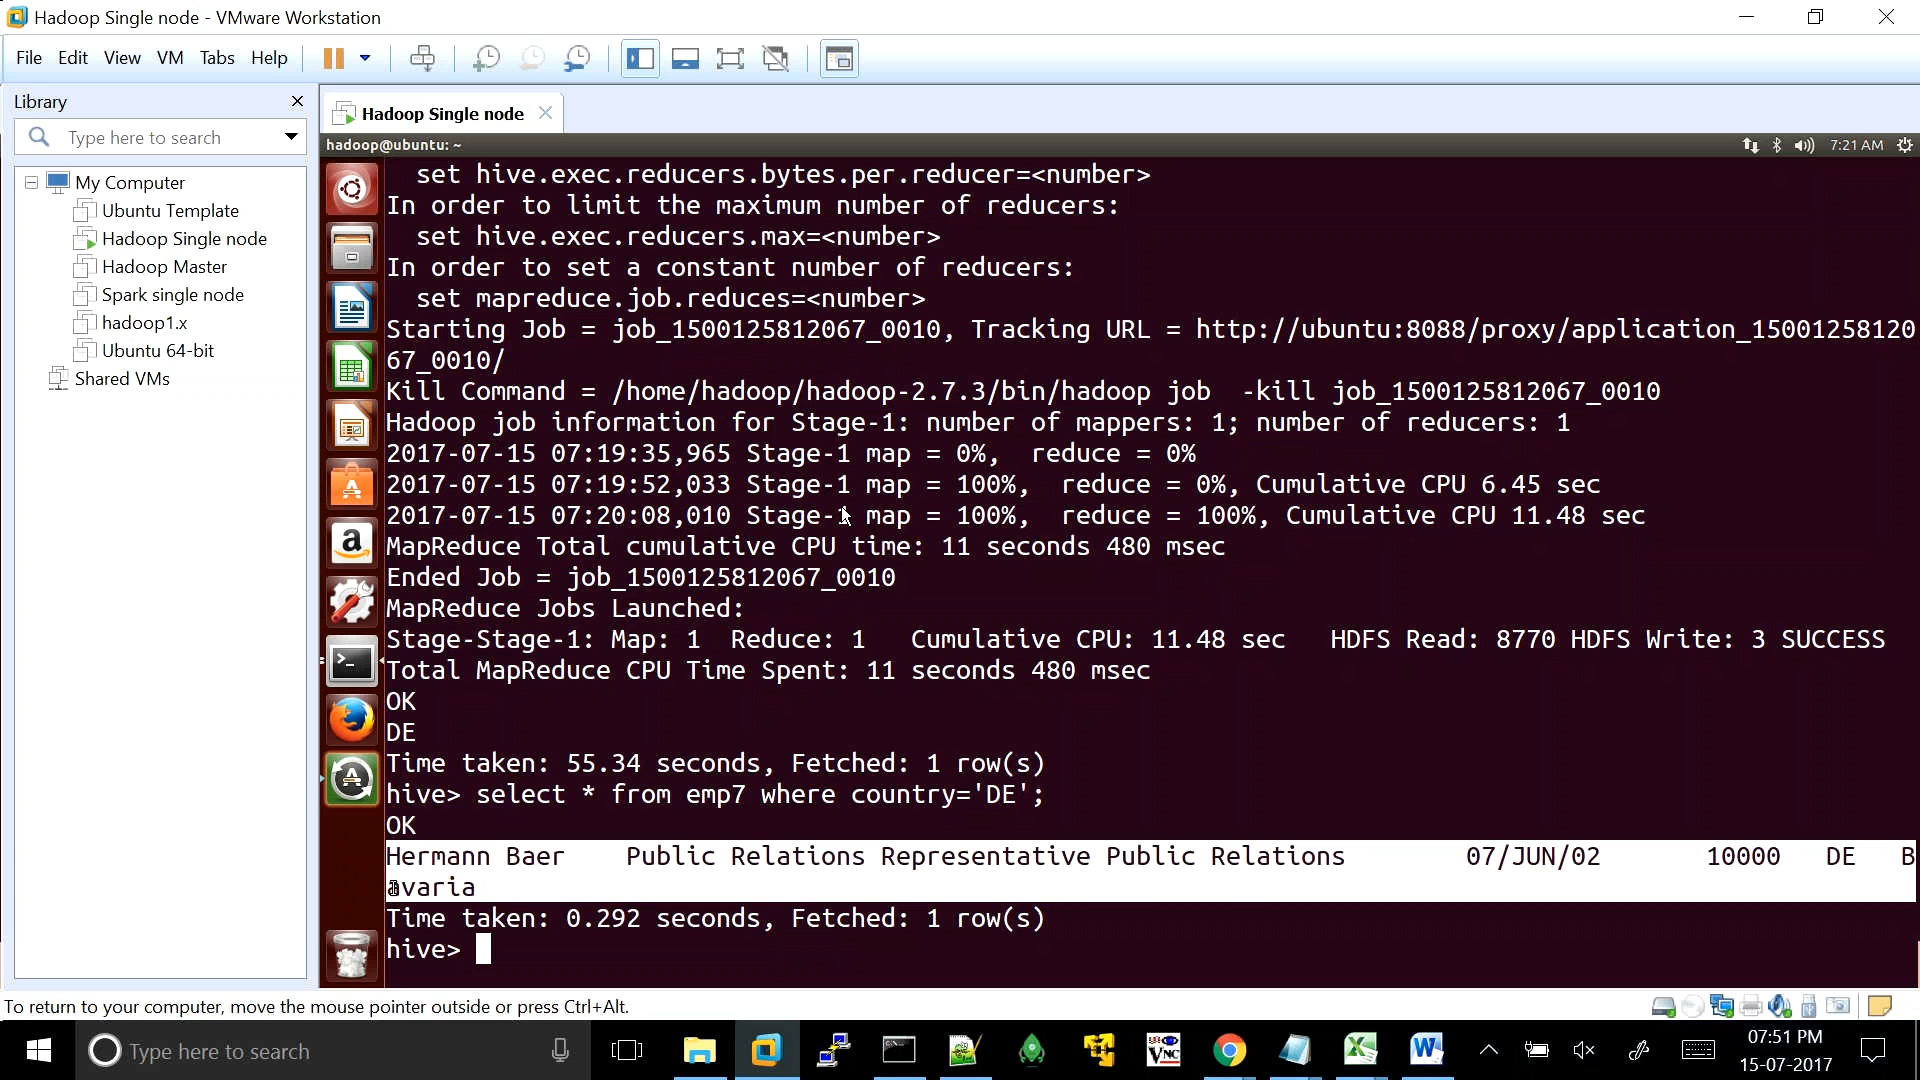 Hadoop Single node - VMware Workstation
File Edit View VM Tabs Help
Library
Type here to search
My Computer
Ubuntu Template
Hadoop Single node
Hadoop Master
Spark single node
hadoop1.x
Ubuntu 64-bit
Shared VMs
Hadoop Single node
hadoop@ubuntu: ~
7:21 AM
set hive.exec.reducers.bytes.per.reducer=<number>
In order to limit the maximum number of reducers:
set hive.exec.reducers.max=<number>
In order to set a constant number of reducers:
set mapreduce.job.reduces=<number>
Starting Job = job_1500125812067_0010, Tracking URL = http://ubuntu:8088/proxy/application_15001258120
67_0010/
Kill Command = /home/hadoop/hadoop-2.7.3/bin/hadoop job  -kill job_1500125812067_0010
Hadoop job information for Stage-1: number of mappers: 1; number of reducers: 1
2017-07-15 07:19:35,965 Stage-1 map = 0%,  reduce = 0%
2017-07-15 07:19:52,033 Stage-1 map = 100%,  reduce = 0%, Cumulative CPU 6.45 sec
2017-07-15 07:20:08,010 Stage-1 map = 100%,  reduce = 100%, Cumulative CPU 11.48 sec
MapReduce Total cumulative CPU time: 11 seconds 480 msec
Ended Job = job_1500125812067_0010
MapReduce Jobs Launched:
Stage-Stage-1: Map: 1  Reduce: 1   Cumulative CPU: 11.48 sec   HDFS Read: 8770 HDFS Write: 3 SUCCESS
Total MapReduce CPU Time Spent: 11 seconds 480 msec
OK
DE
Time taken: 55.34 seconds, Fetched: 1 row(s)
hive> select * from emp7 where country='DE';
OK
Hermann Baer    Public Relations Representative Public Relations        07/JUN/02       10000   DE   B
avaria
Time taken: 0.292 seconds, Fetched: 1 row(s)
hive>
To return to your computer, move the mouse pointer outside or press Ctrl+Alt.
Type here to search
07:51 PM
15-07-2017